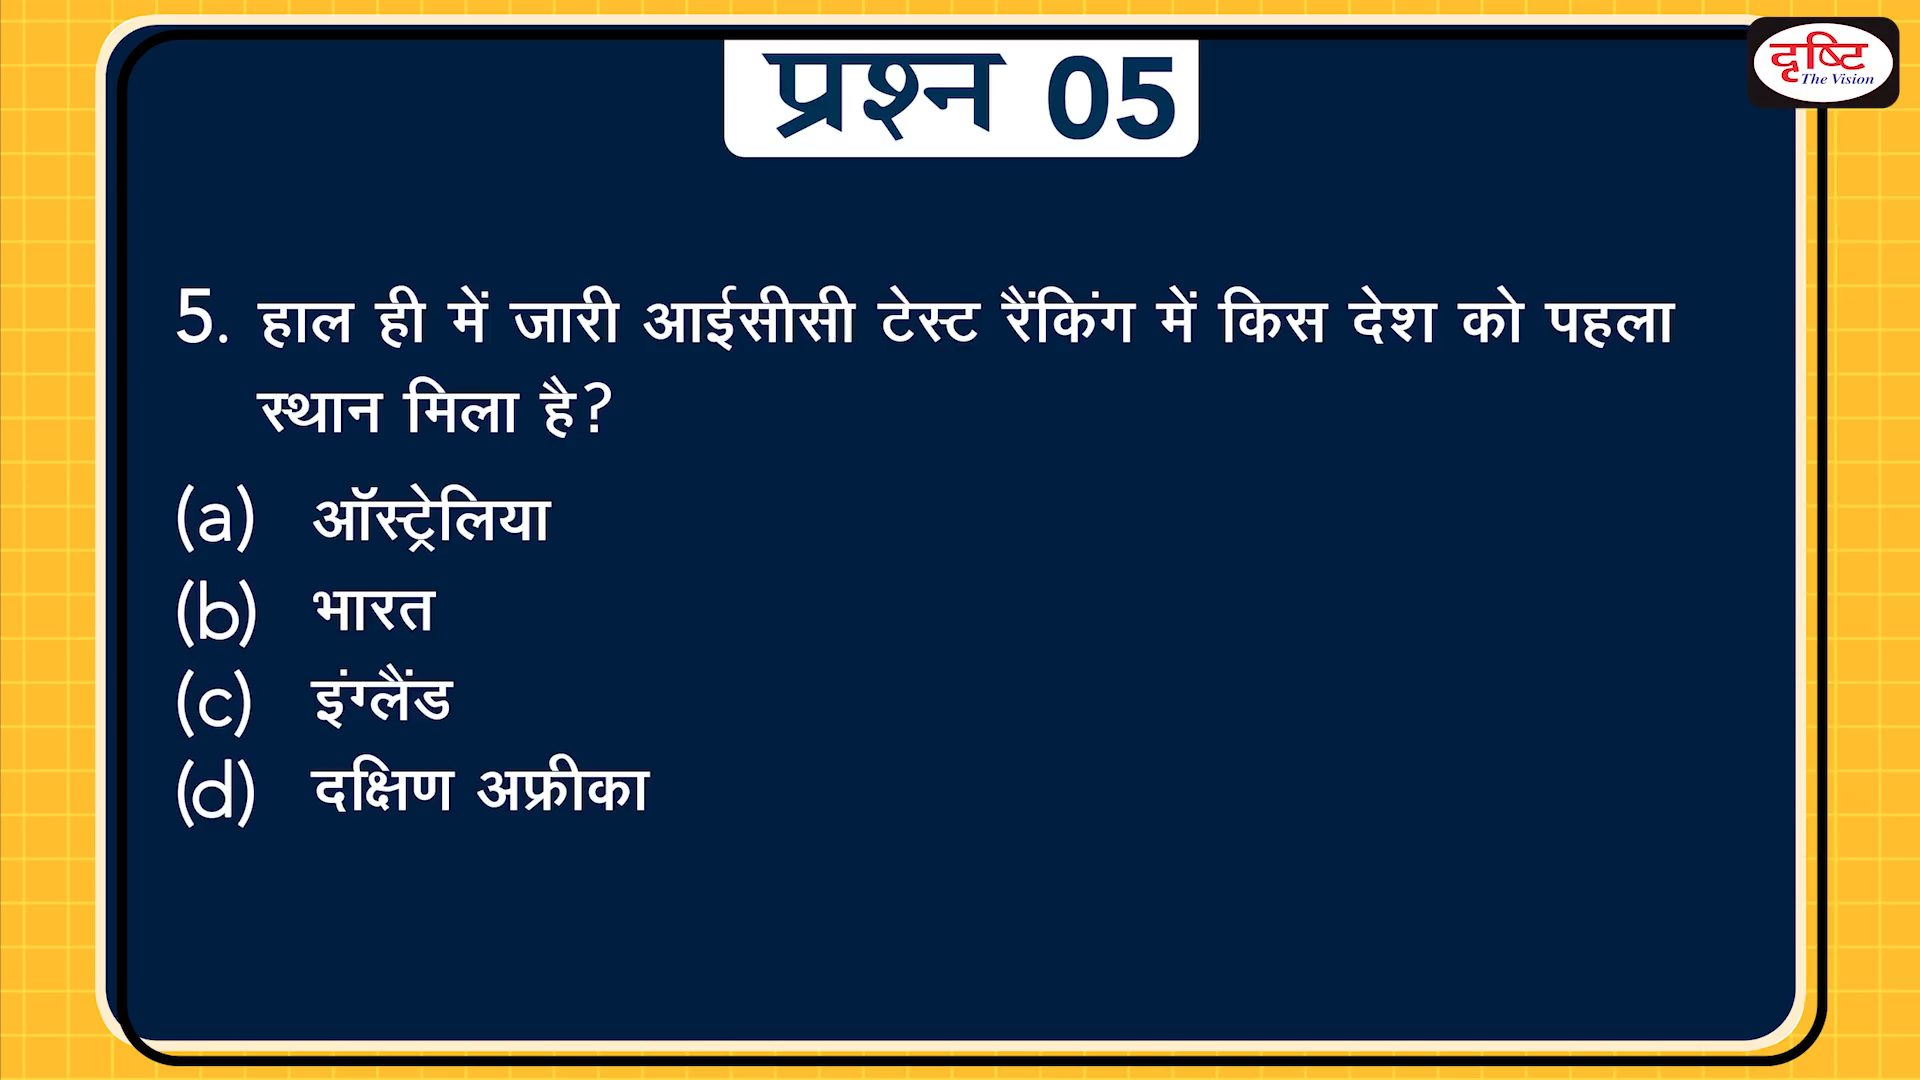 दृष्टि
The Vision
प्रश्न 05
5. हाल ही में जारी आईसीसी टेस्ट रैंकिंग में किस देश को पहला
स्थान मिला है?
(a) ऑस्ट्रेलिया
(b) भारत
(c) इंग्लैंड
(d) दक्षिण अफ्रीका